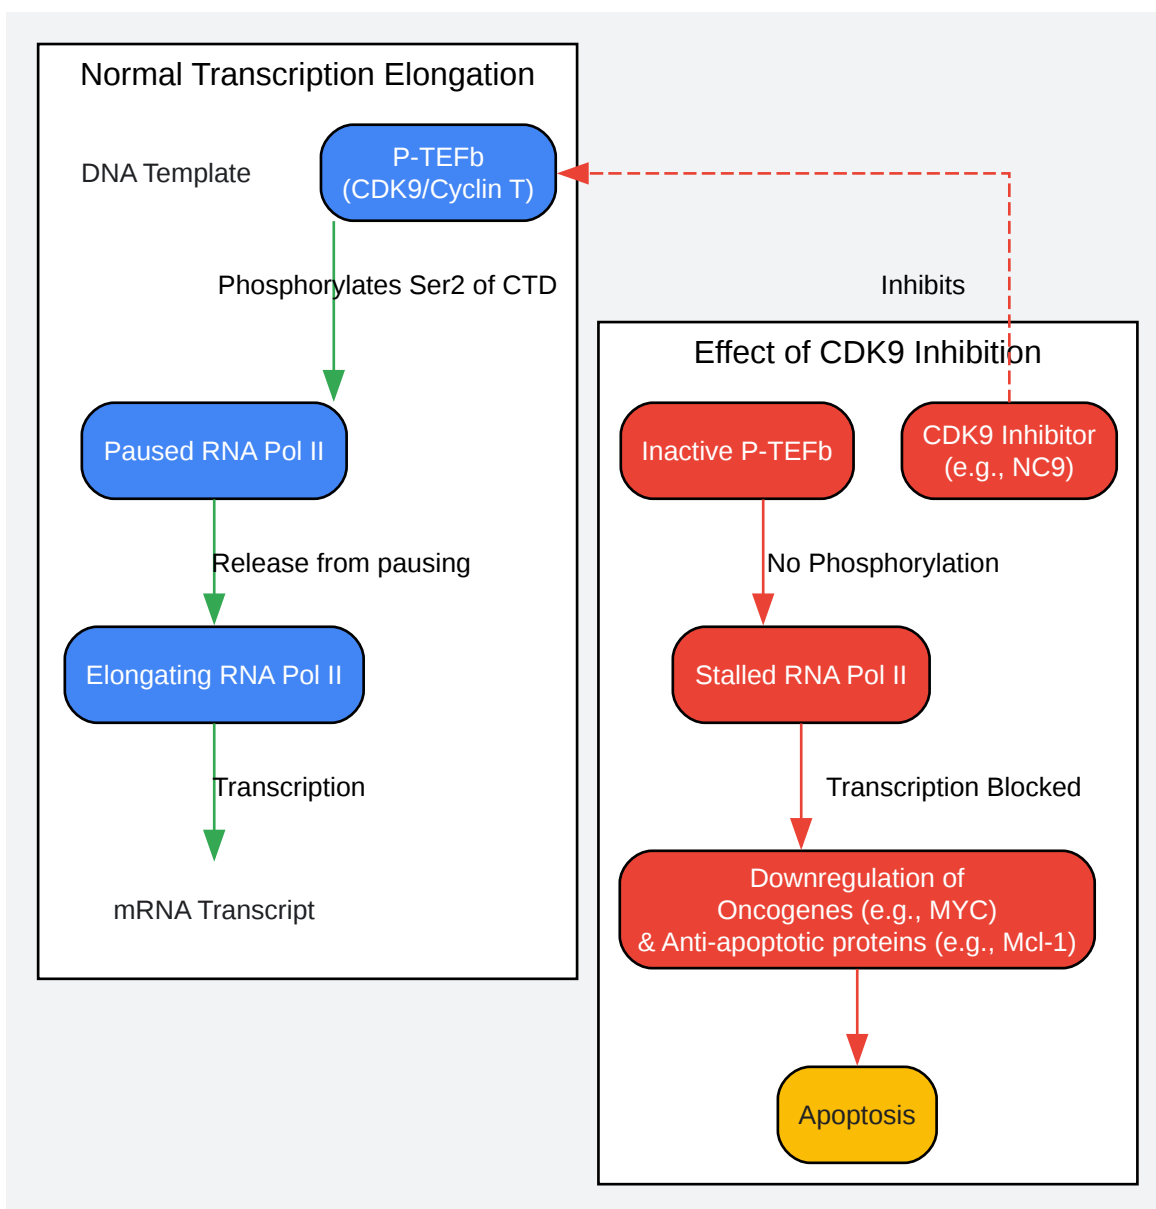 Normal Transcription Elongation
DNA Template
P-TEFb
(CDK9/Cyclin T)
Phosphorylates Ser2 of CTD
Paused RNA Pol II
Release from pausing
Elongating RNA Pol II
Transcription
mRNA Transcript
Inhibits
Effect of CDK9 Inhibition
Inactive P-TEFb
CDK9 Inhibitor
(e.g., NC9)
No Phosphorylation
Stalled RNA Pol II
Transcription Blocked
Downregulation of
Oncogenes (e.g., MYC)
& Anti-apoptotic proteins (e.g., Mcl-1)
Apoptosis